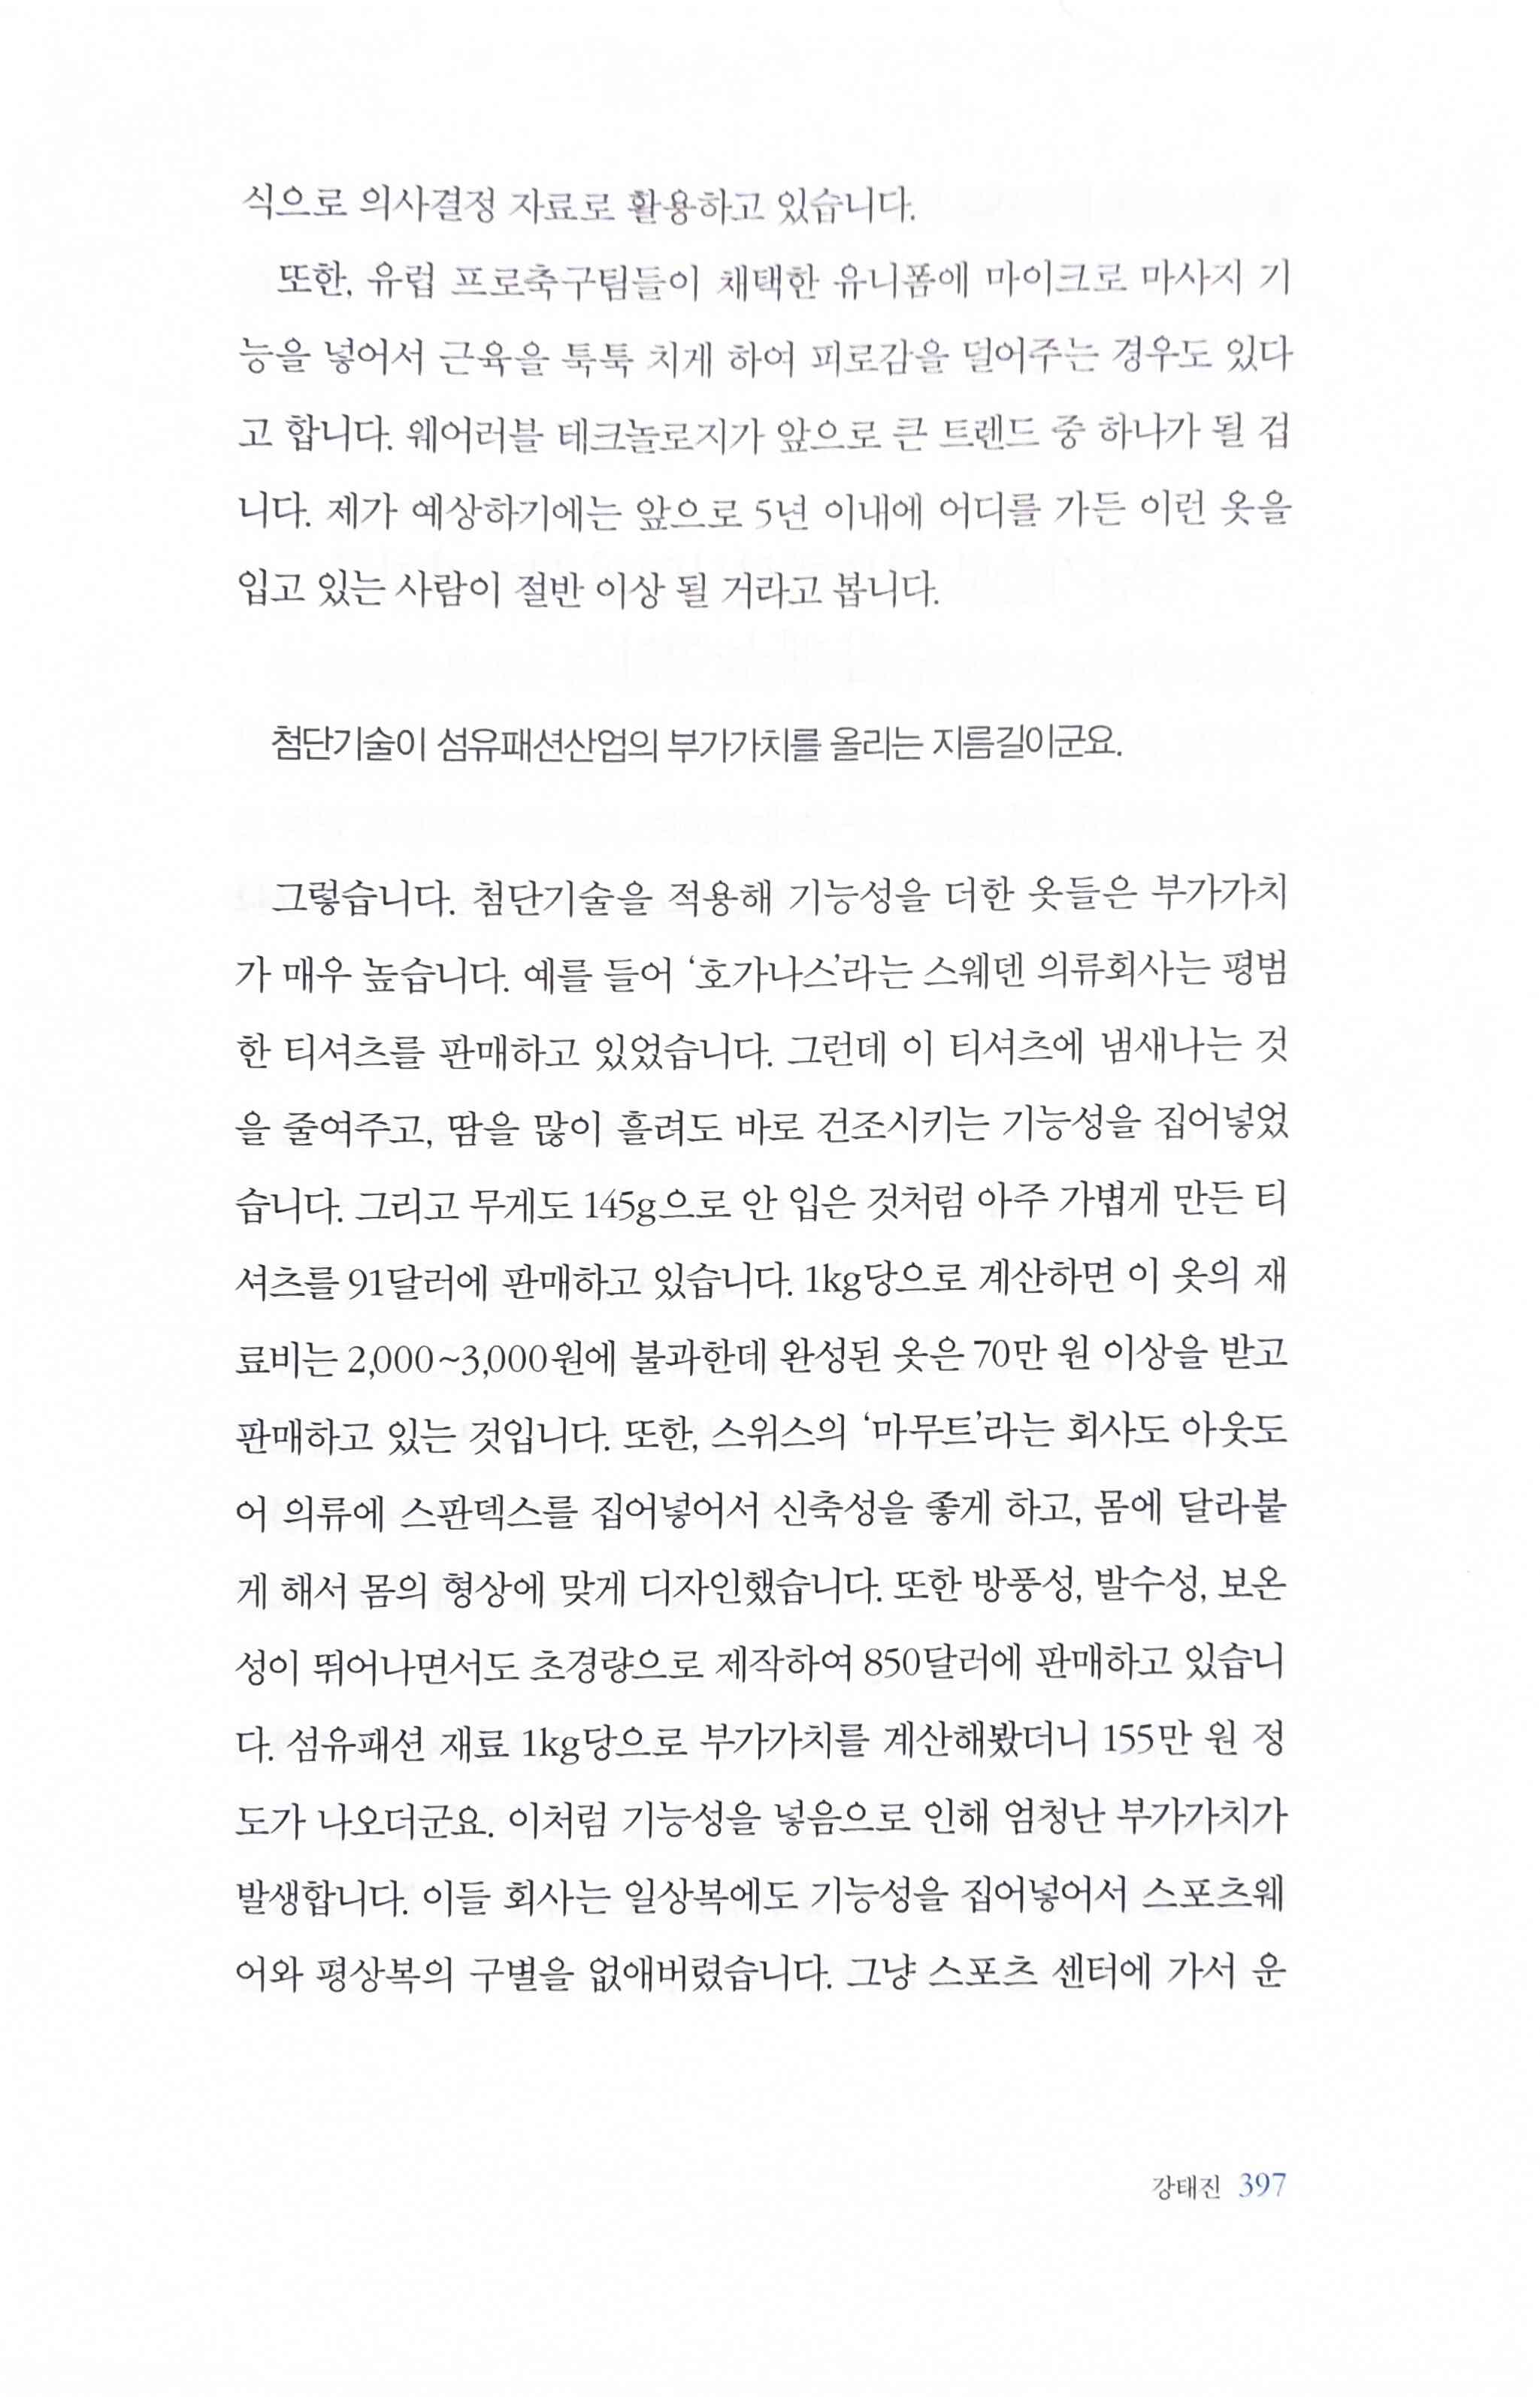 식으로 의사결정 자료로 활용하고 있습니다.
또한, 유럽 프로축구팀들이 채택한 유니폼에 마이크로 마사지 기
능을 넣어서 근육을 툭툭 치게 하여 피로감을 덜어주는 경우도 있다
고 합니다. 웨어러블 테크놀로지가 앞으로 큰 트렌드 중 하나가 될 겁
니다. 제가 예상하기에는 앞으로 5년 이내에 어디를 가든 이런 옷을
입고 있는 사람이 절반 이상 될 거라고 봅니다.
첨단기술이 섬유패션산업의 부가가치를 올리는 지름길이군요.
그렇습니다. 첨단기술을 적용해 기능성을 더한 옷들은 부가가치
가 매우 높습니다. 예를 들어 ‘호가나스’라는 스웨덴 의류회사는 평범
한 티셔츠를 판매하고 있었습니다. 그런데 이 티셔츠에 냄새나는 것
을 줄여주고, 땀을 많이 흘려도 바로 건조시키는 기능성을 집어넣었
습니다. 그리고 무게도 145g으로 안 입은 것처럼 아주 가볍게 만든 티
셔츠를 91달러에 판매하고 있습니다. 1kg당으로 계산하면 이 옷의 재
료비는 2,000~3,000원에 불과한데 완성된 옷은 70만 원 이상을 받고
판매하고 있는 것입니다. 또한, 스위스의 ‘마무트’라는 회사도 아웃도
어 의류에 스판덱스를 집어넣어서 신축성을 좋게 하고, 몸에 달라붙
게 해서 몸의 형상에 맞게 디자인했습니다. 또한 방풍성, 발수성, 보온
성이 뛰어나면서도 초경량으로 제작하여 850달러에 판매하고 있습니
다. 섬유패션 재료 1kg당으로 부가가치를 계산해봤더니 155만 원 정
도가 나오더군요. 이처럼 기능성을 넣음으로 인해 엄청난 부가가치가
발생합니다. 이들 회사는 일상복에도 기능성을 집어넣어서 스포츠웨
어와 평상복의 구별을 없애버렸습니다. 그냥 스포츠 센터에 가서 운
강태진 397